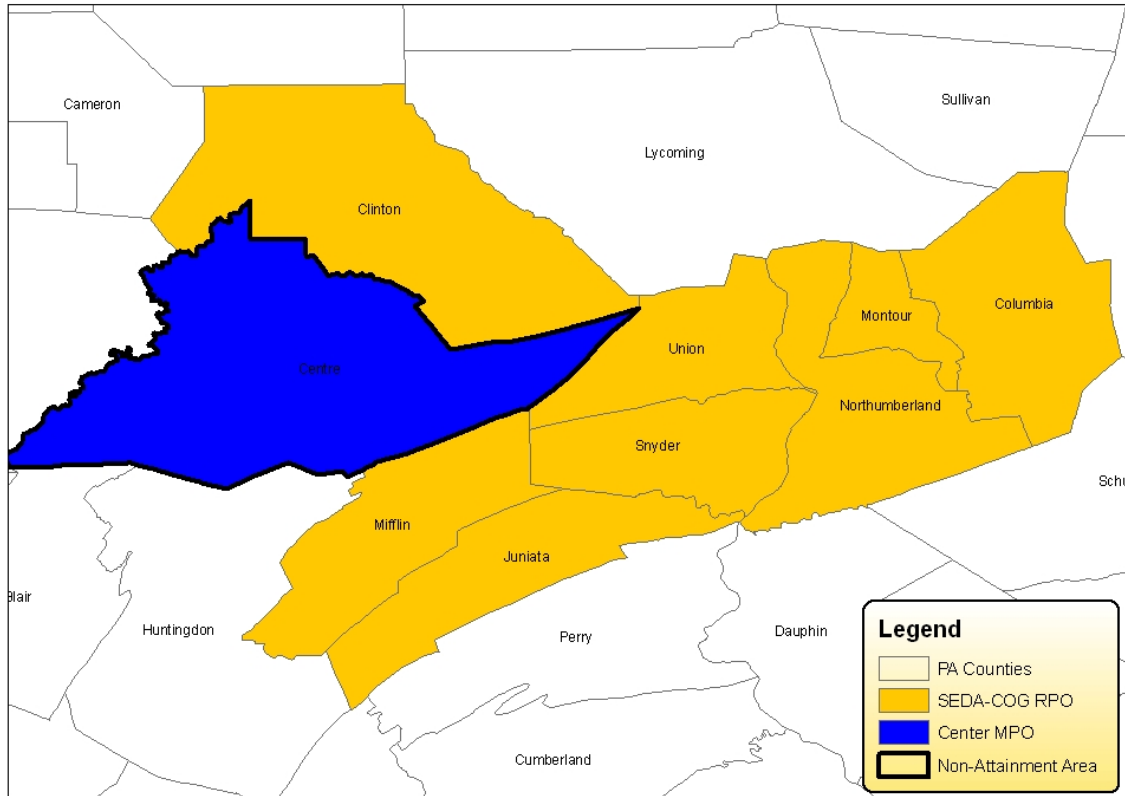 Cameron
Sullivan
Lycoming
Clinton
Columbia
Montour
Union
Centre
Northumberland
Snyder
Schu
Mifflin
Juniata
Blair
Huntingdon
Perry
Dauphin
Cumberland
Legend
PA Counties
SEDA-COG RPO
Center MPO
Non-Attainment Area